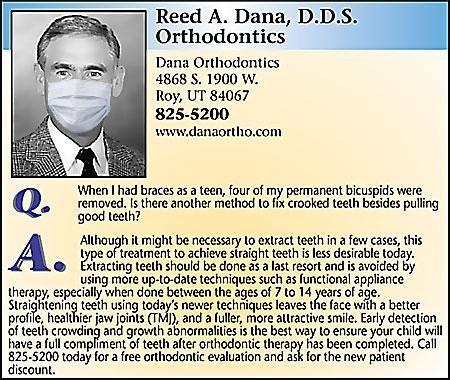 Reed A. Dana, D.D.S.
Orthodontics
Dana Orthodontics
4868 S. 1900 W.
Roy, UT 84067
825-5200
www.danaortho.com
Q. When I had braces as a teen, four of my permanent bicuspids were
removed. Is there another method to fix crooked teeth besides pulling
good teeth?
A. Although it might be necessary to extract teeth in a few cases, this
type of treatment to achieve straight teeth is less desirable today.
Extracting teeth should be done as a last resort and is avoided by
using more up-to-date techniques such as functional appliance
therapy, especially when done between the ages of 7 to 14 years of age.
Straightening teeth using today's newer techniques leaves the face with a better
profile, healthier jaw joints (TMJ), and a fuller, more attractive smile. Early detection
of teeth crowding and growth abnormalities is the best way to ensure your child will
have a full compliment of teeth after orthodontic therapy has been completed. Call
825-5200 today for a free orthodontic evaluation and ask for the new patient
discount.